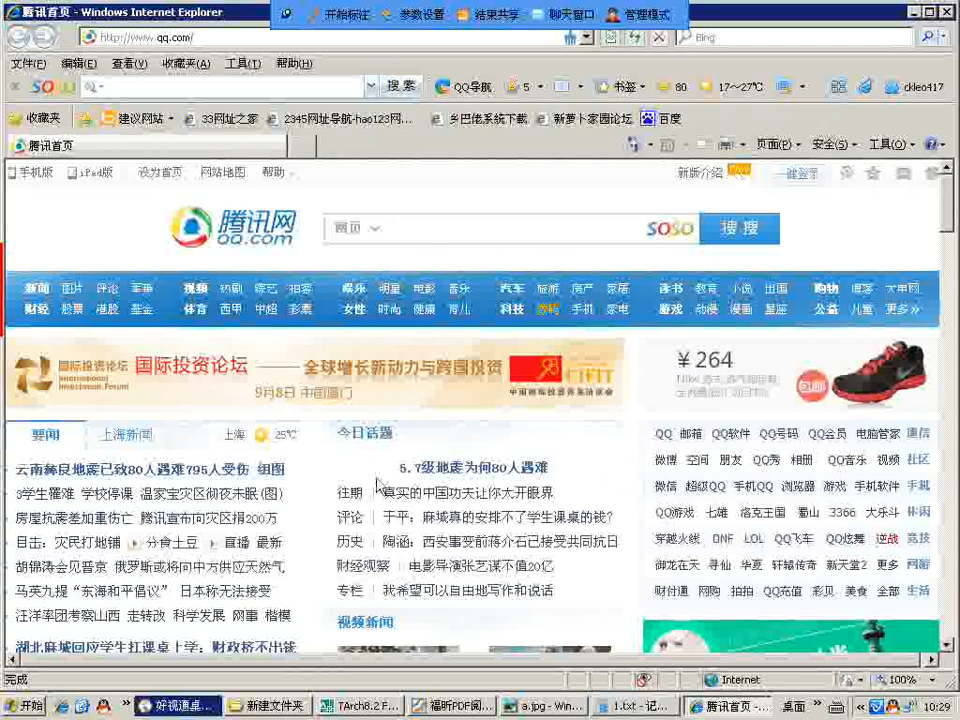 腾讯首页 - Windows Internet Explorer
开始标注 参数设置 结束共享 聊天窗口 管理模式
http://www.qq.com/ Bing
文件(F) 编辑(E) 查看(V) 收藏夹(A) 工具(T) 帮助(H)
SO 搜索 QQ导航 5 书签 80 17～27℃ ckleo417
收藏夹 建议网站 33网址之家 2345网址导航-hao123网... 乡巴佬系统下载 新萝卜家园论坛 百度
腾讯首页 页面(P) 安全(S) 工具(O)
手机版 iPad版 设为首页 网站地图 帮助 新版介绍 一键登录
腾讯网 QQ.com 网页 SOSO 搜搜
新闻 图片 评论 军事 视频 热剧 综艺 拍客 娱乐 明星 电影 音乐 汽车 旅游 房产 家居 读书 教育 小说 出国 购物 大申网
财经 股票 港股 基金 体育 西甲 中超 彩票 女性 时尚 健康 育儿 科技 数码 手机 家电 游戏 动漫 漫画 星座 公益 儿童 更多»
国际投资论坛 International Investment Forum 国际投资论坛 —— 全球增长新动力与跨国投资 98 CIFIT
9月8日 中国厦门
¥264 包邮
要闻 上海新闻 上海 25℃
云南彝良地震已致80人遇难795人受伤 组图
3学生罹难 学校停课 温家宝灾区彻夜未眠(图)
房屋抗震差加重伤亡 腾讯宣布向灾区捐200万
目击：灾民打地铺 分食土豆 直播 最新
胡锦涛会见普京 俄罗斯或将向中方供应天然气
马英九提“东海和平倡议” 日本称无法接受
汪洋率团考察山西 走转改 科学发展 网事 楷模
湖北麻城回应学生扛课桌上学：财政挤不出钱
今日话题
5.7级地震为何80人遇难
往期 真实的中国功夫让你大开眼界
评论 于平：麻城真的安排不了学生课桌的钱?
历史 陶涵：西安事变前蒋介石已接受共同抗日
财经观察 电影导演张艺谋不值20亿
专栏 我希望可以自由地写作和说话
视频新闻
QQ 邮箱 QQ软件 QQ号码 QQ会员 电脑管家 通信
微博 空间 朋友 QQ秀 相册 QQ音乐 视频 社区
微信 超级QQ 手机QQ 浏览器 游戏 手机软件 手机
QQ游戏 七雄 洛克王国 蜀山 3366 大乐斗 休闲
穿越火线 DNF LOL QQ飞车 QQ炫舞 逆战 竞技
御龙在天 寻仙 华夏 轩辕传奇 新天堂2 更多 网游
财付通 网购 拍拍 QQ充值 彩贝 美食 全部 生活
完成 Internet 100%
开始 好视通桌... 新建文件夹 TArch8.2 F... 福昕PDF阅... a.jpg - Win... 1.txt - 记... 腾讯首页 -... 桌面 10:29